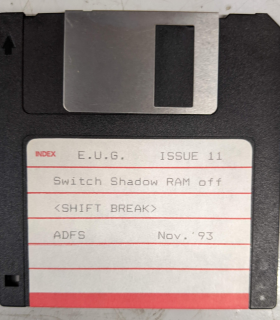 INDEX E.U.G. ISSUE 11
Switch Shadow RAM off
<SHIFT BREAK>
ADFS Nov.'93